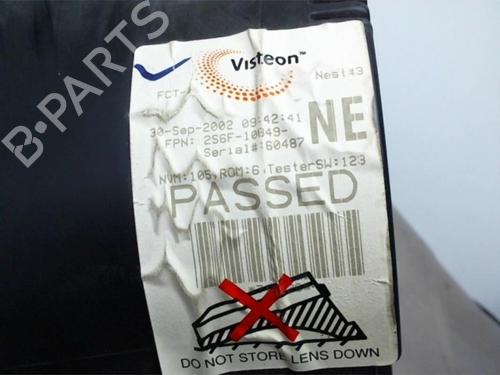 B-PARTS
Visteon™
FCT-
Nest#3
30-Sep-2002 09:42:41
FPN: 2S6F-10849-
NE
Serial#:60487
NVM:105,ROM:6,TesterSW:123
PASSED
DO NOT STORE LENS DOWN